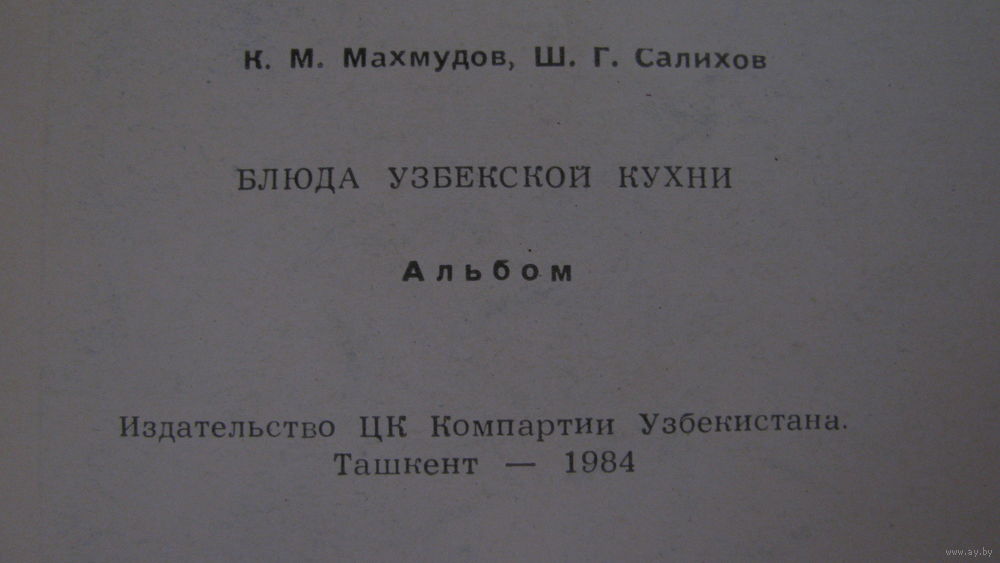 К. М. Махмудов, Ш. Г. Салихов
БЛЮДА УЗБЕКСКОЙ КУХНИ
Альбом
Издательство ЦК Компартии Узбекистана.
Ташкент — 1984
www.ay.by